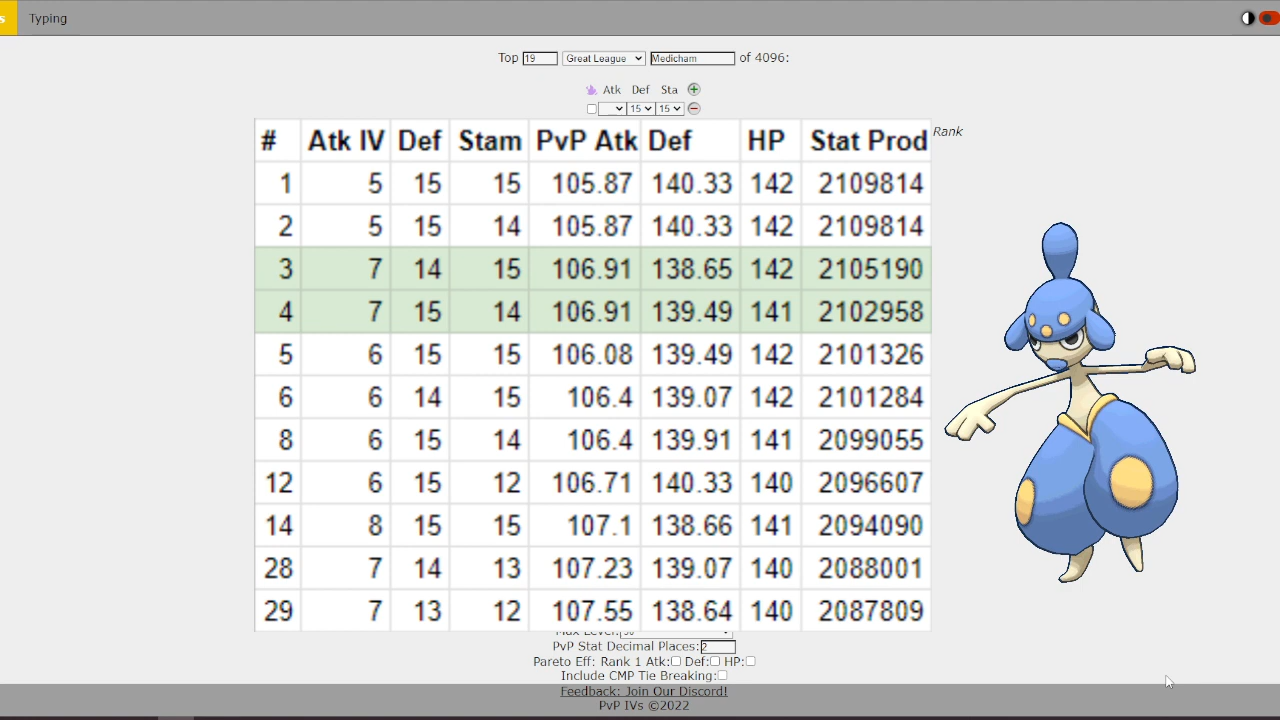 s Typing
Top 19 Great League Medicham of 4096:
Atk Def Sta
15 15
# Atk IV Def Stam PvP Atk Def HP Stat Prod Rank
1 5 15 15 105.87 140.33 142 2109814
2 5 15 14 105.87 140.33 142 2109814
3 7 14 15 106.91 138.65 142 2105190
4 7 15 14 106.91 139.49 141 2102958
5 6 15 15 106.08 139.49 142 2101326
6 6 14 15 106.4 139.07 142 2101284
8 6 15 14 106.4 139.91 141 2099055
12 6 15 12 106.71 140.33 140 2096607
14 8 15 15 107.1 138.66 141 2094090
28 7 14 13 107.23 139.07 140 2088001
29 7 13 12 107.55 138.64 140 2087809
Max Level:
PvP Stat Decimal Places: 2
Pareto Eff: Rank 1 Atk: Def: HP:
Include CMP Tie Breaking:
Feedback: Join Our Discord!
PvP IVs ©2022